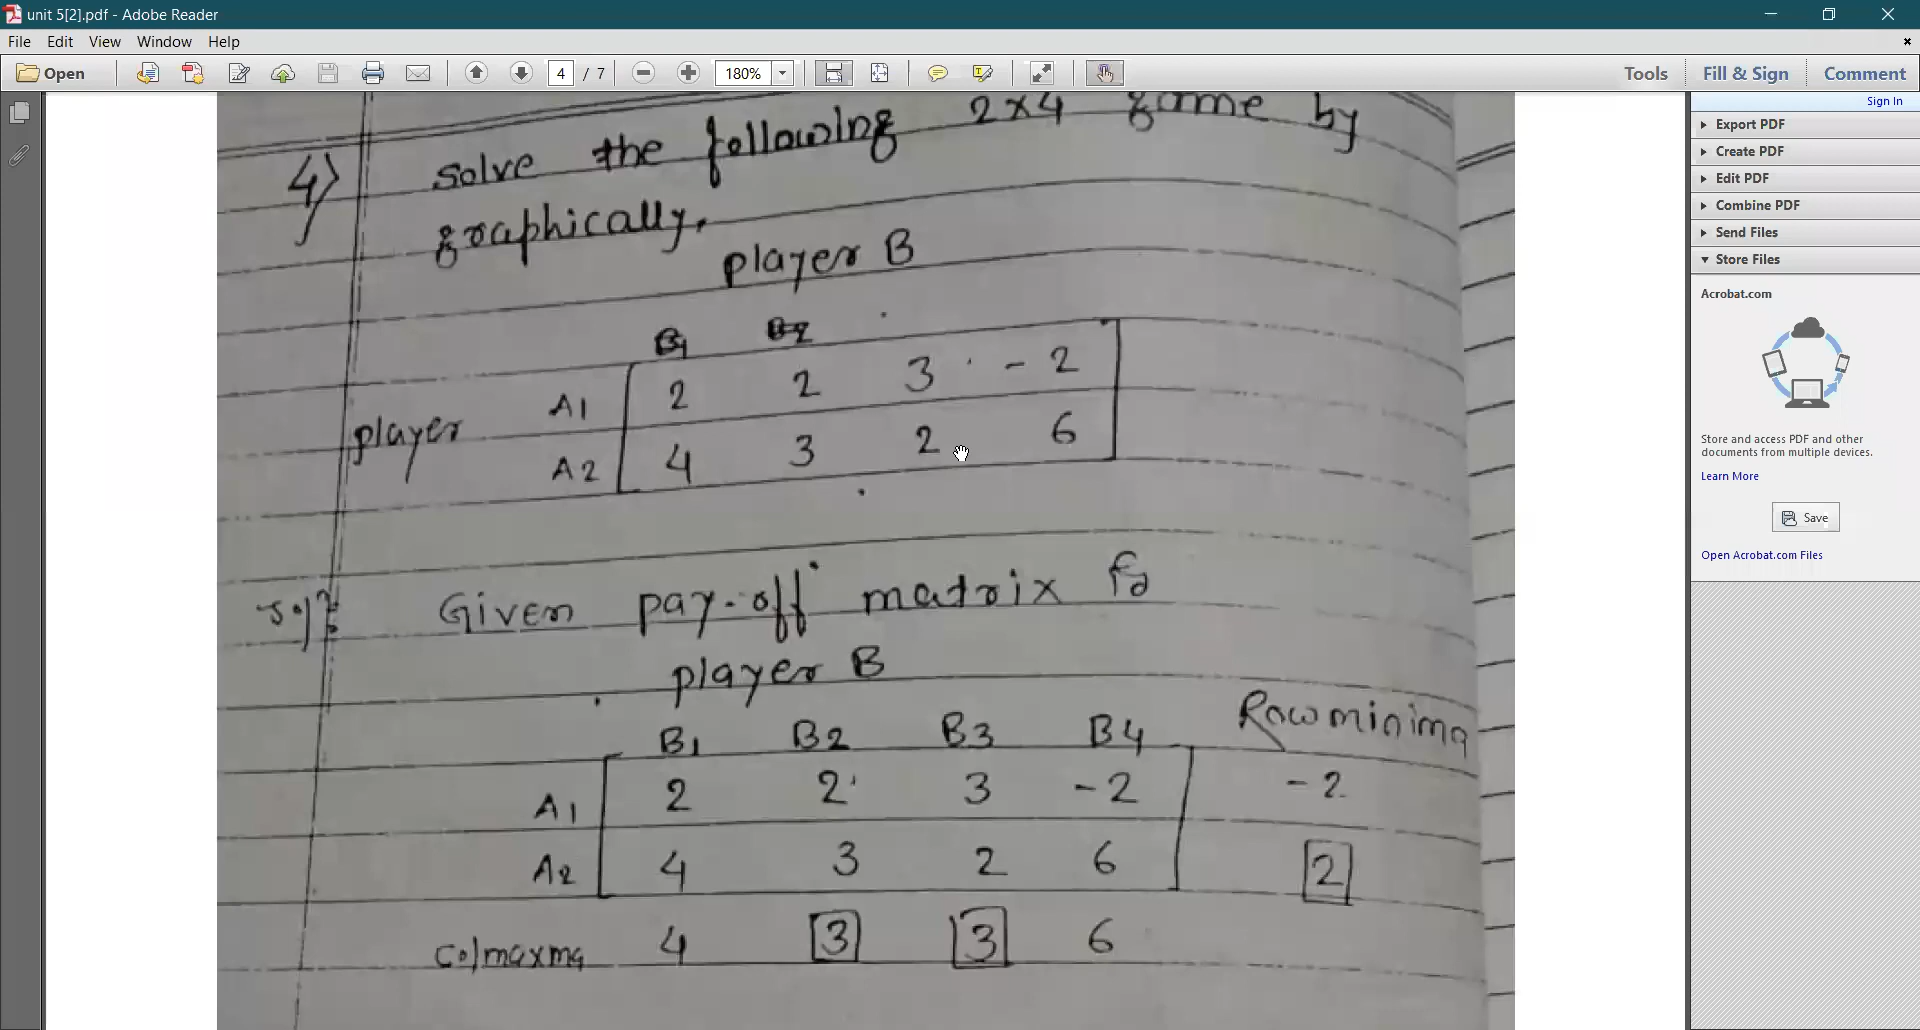 unit 5[2].pdf - Adobe Reader
File Edit View Window Help
Open 4 / 7 180% Tools Fill & Sign Comment
Sign In
Export PDF
Create PDF
Edit PDF
Combine PDF
Send Files
Store Files
Acrobat.com
Store and access PDF and other
documents from multiple devices.
Learn More
Save
Open Acrobat.com Files
4) solve the following 2x4 game by
graphically.
player B
B1 B2
A1 2 2 3 -2
player
A2 4 3 2 6
Given pay-off matrix
player B
B1 B2 B3 B4 Row minima
A1 2 2 3 -2 -2
A2 4 3 2 6 2
Colmaxma 4 3 3 6